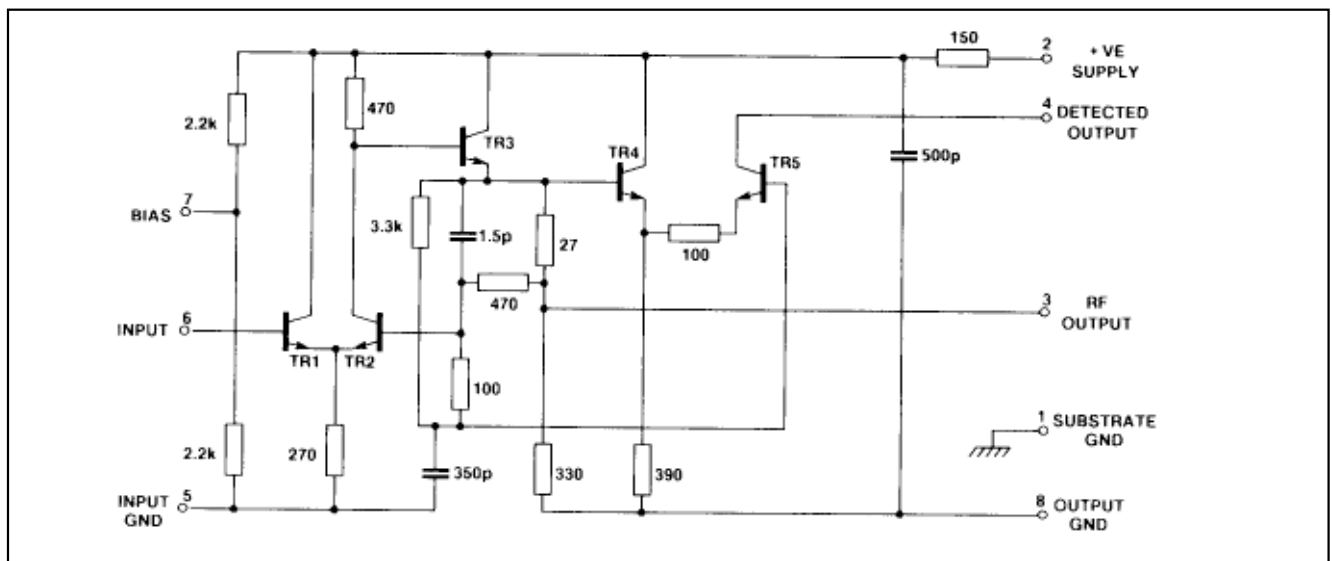 150
2
+ VE
SUPPLY
470
4
DETECTED
OUTPUT
2.2k
TR3
TR4
TR5
500p
7
BIAS
3.3k
1.5p
27
100
470
3
RF
OUTPUT
6
INPUT
TR1
TR2
100
1
SUBSTRATE
GND
2.2k
270
350p
330
390
5
INPUT
GND
8
OUTPUT
GND